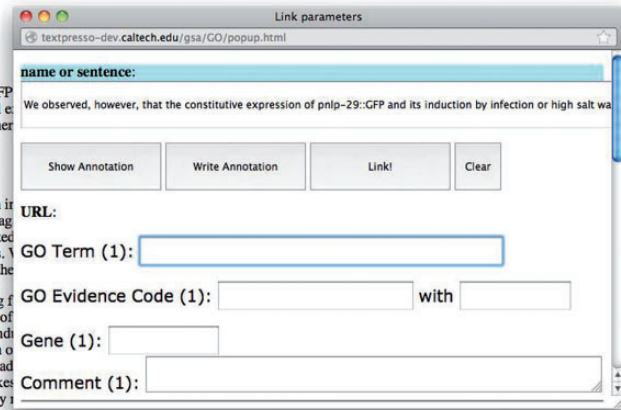 Link parameters
textpresso-dev.caltech.edu/gsa/GO/popup.html
name or sentence:
We observed, however, that the constitutive expression of pnlp-29::GFP and its induction by infection or high salt wa
Show Annotation Write Annotation Link! Clear
URL:
GO Term (1):
GO Evidence Code (1): with
Gene (1):
Comment (1):